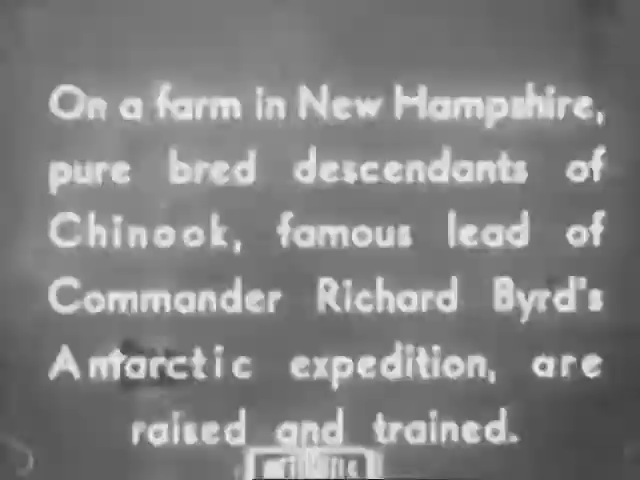 On a farm in New Hampshire,
pure bred descendants of
Chinook, famous lead of
Commander Richard Byrd's
Antarctic expedition, are
raised and trained.